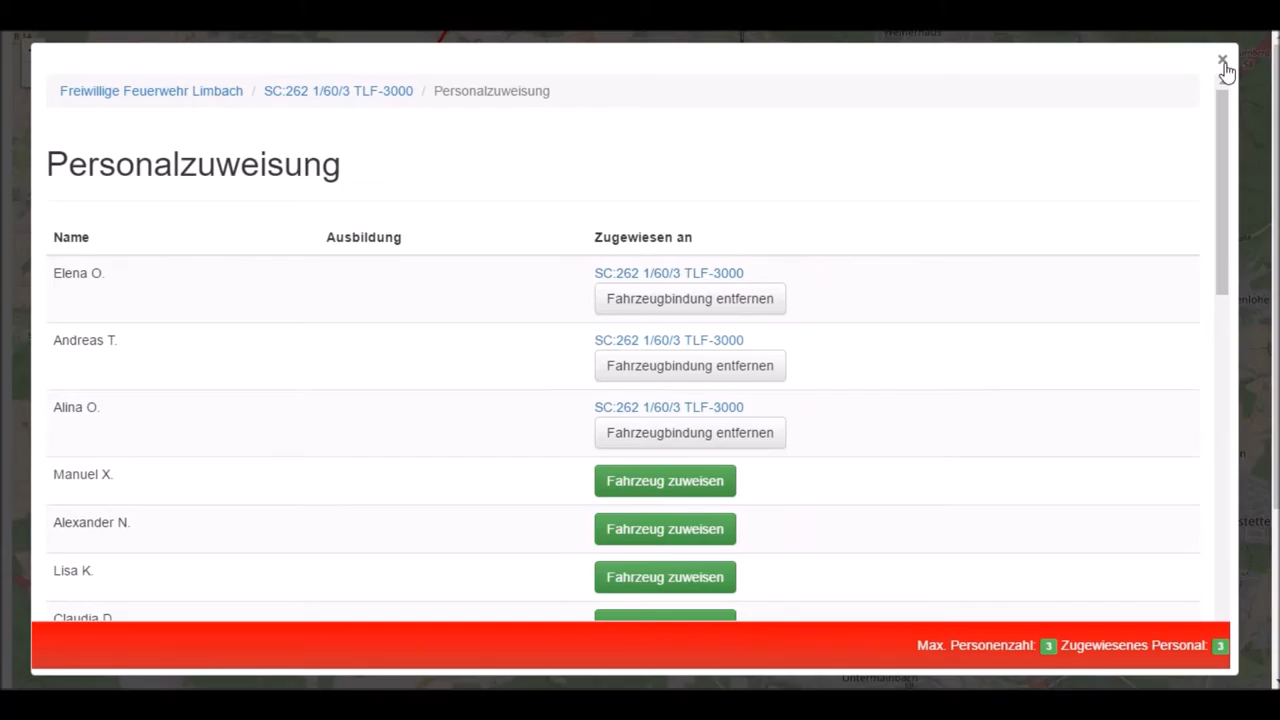 ×
Freiwillige Feuerwehr Limbach / SC:262 1/60/3 TLF-3000 / Personalzuweisung
Personalzuweisung
Name Ausbildung Zugewiesen an
Elena O. SC:262 1/60/3 TLF-3000
Fahrzeugbindung entfernen
Andreas T. SC:262 1/60/3 TLF-3000
Fahrzeugbindung entfernen
Alina O. SC:262 1/60/3 TLF-3000
Fahrzeugbindung entfernen
Manuel X. Fahrzeug zuweisen
Alexander N. Fahrzeug zuweisen
Lisa K. Fahrzeug zuweisen
Claudia D.
Max. Personenzahl: 3 Zugewiesenes Personal: 3